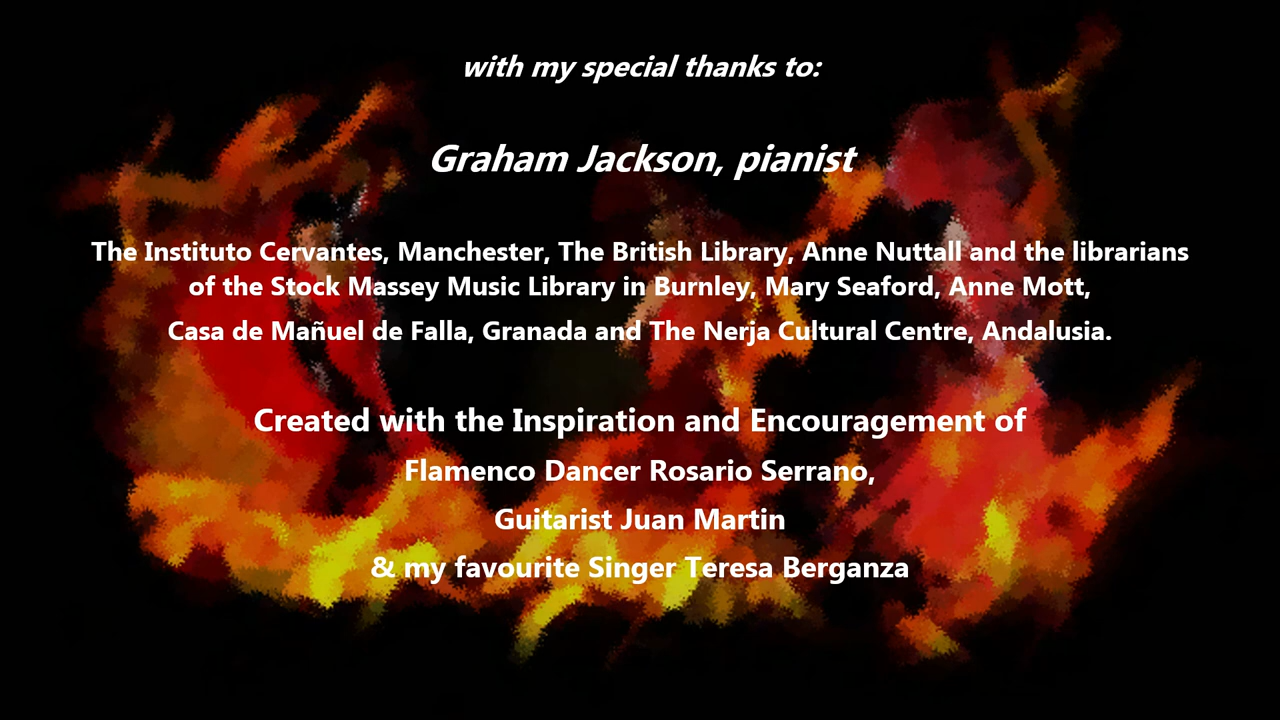 with my special thanks to:
Graham Jackson, pianist
The Instituto Cervantes, Manchester, The British Library, Anne Nuttall and the librarians
of the Stock Massey Music Library in Burnley, Mary Seaford, Anne Mott,
Casa de Mañuel de Falla, Granada and The Nerja Cultural Centre, Andalusia.
Created with the Inspiration and Encouragement of
Flamenco Dancer Rosario Serrano,
Guitarist Juan Martin
& my favourite Singer Teresa Berganza